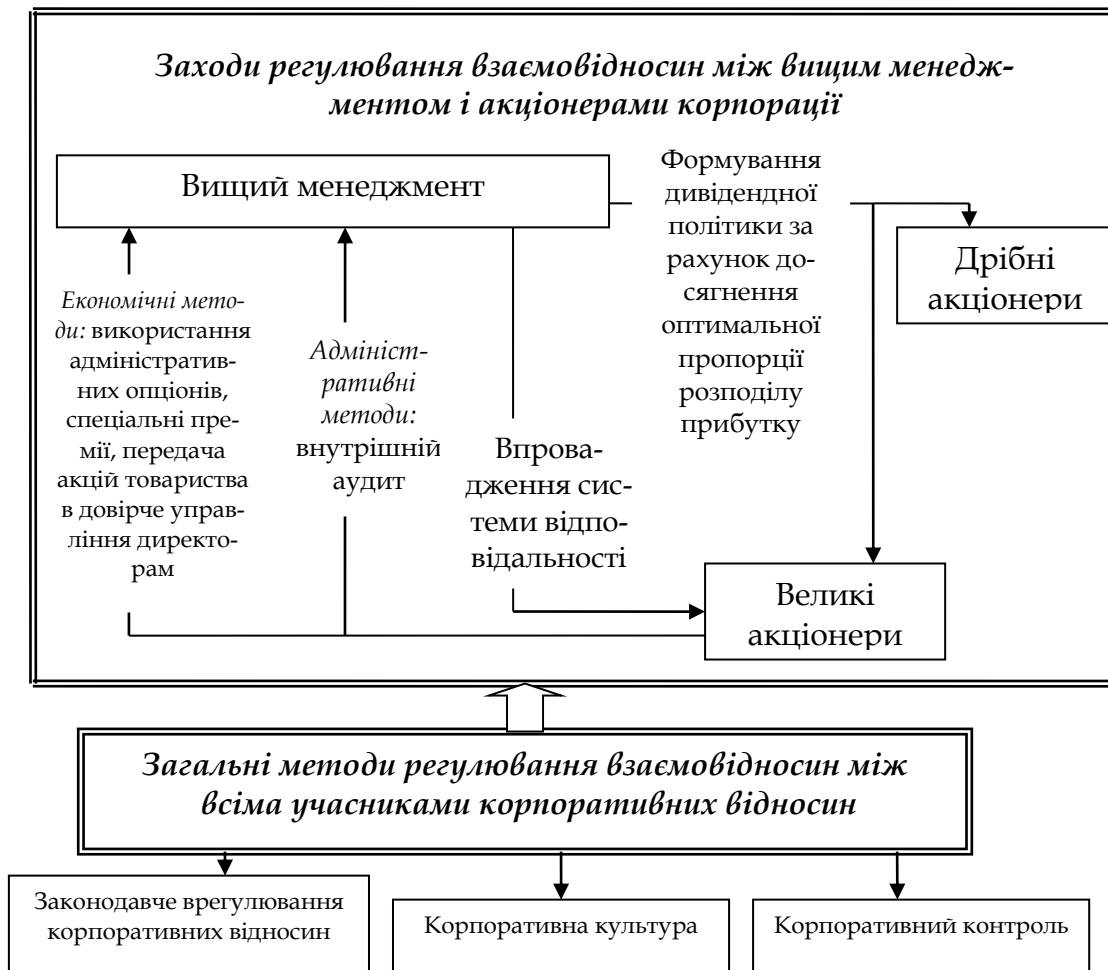 Заходи регулювання взаємовідносин між вищим менедж-
ментом і акціонерами корпорації
Вищий менеджмент
Формування
дивідендної
політики за
рахунок до-
сягнення
оптимальної
пропорції
розподілу
прибутку
Дрібні
акціонери
Економічні мето-
ди: використання
адміністратив-
них опціонів,
спеціальні пре-
мії, передача
акцій товариства
в довірче управ-
ління директо-
рам
Адмініст-
ративні
методи:
внутрішній
аудит
Впрова-
дження сис-
теми відпо-
відальності
Великі
акціонери
Загальні методи регулювання взаємовідносин між
всіма учасниками корпоративних відносин
Законодавче врегулювання
корпоративних відносин
Корпоративна культура
Корпоративний контроль